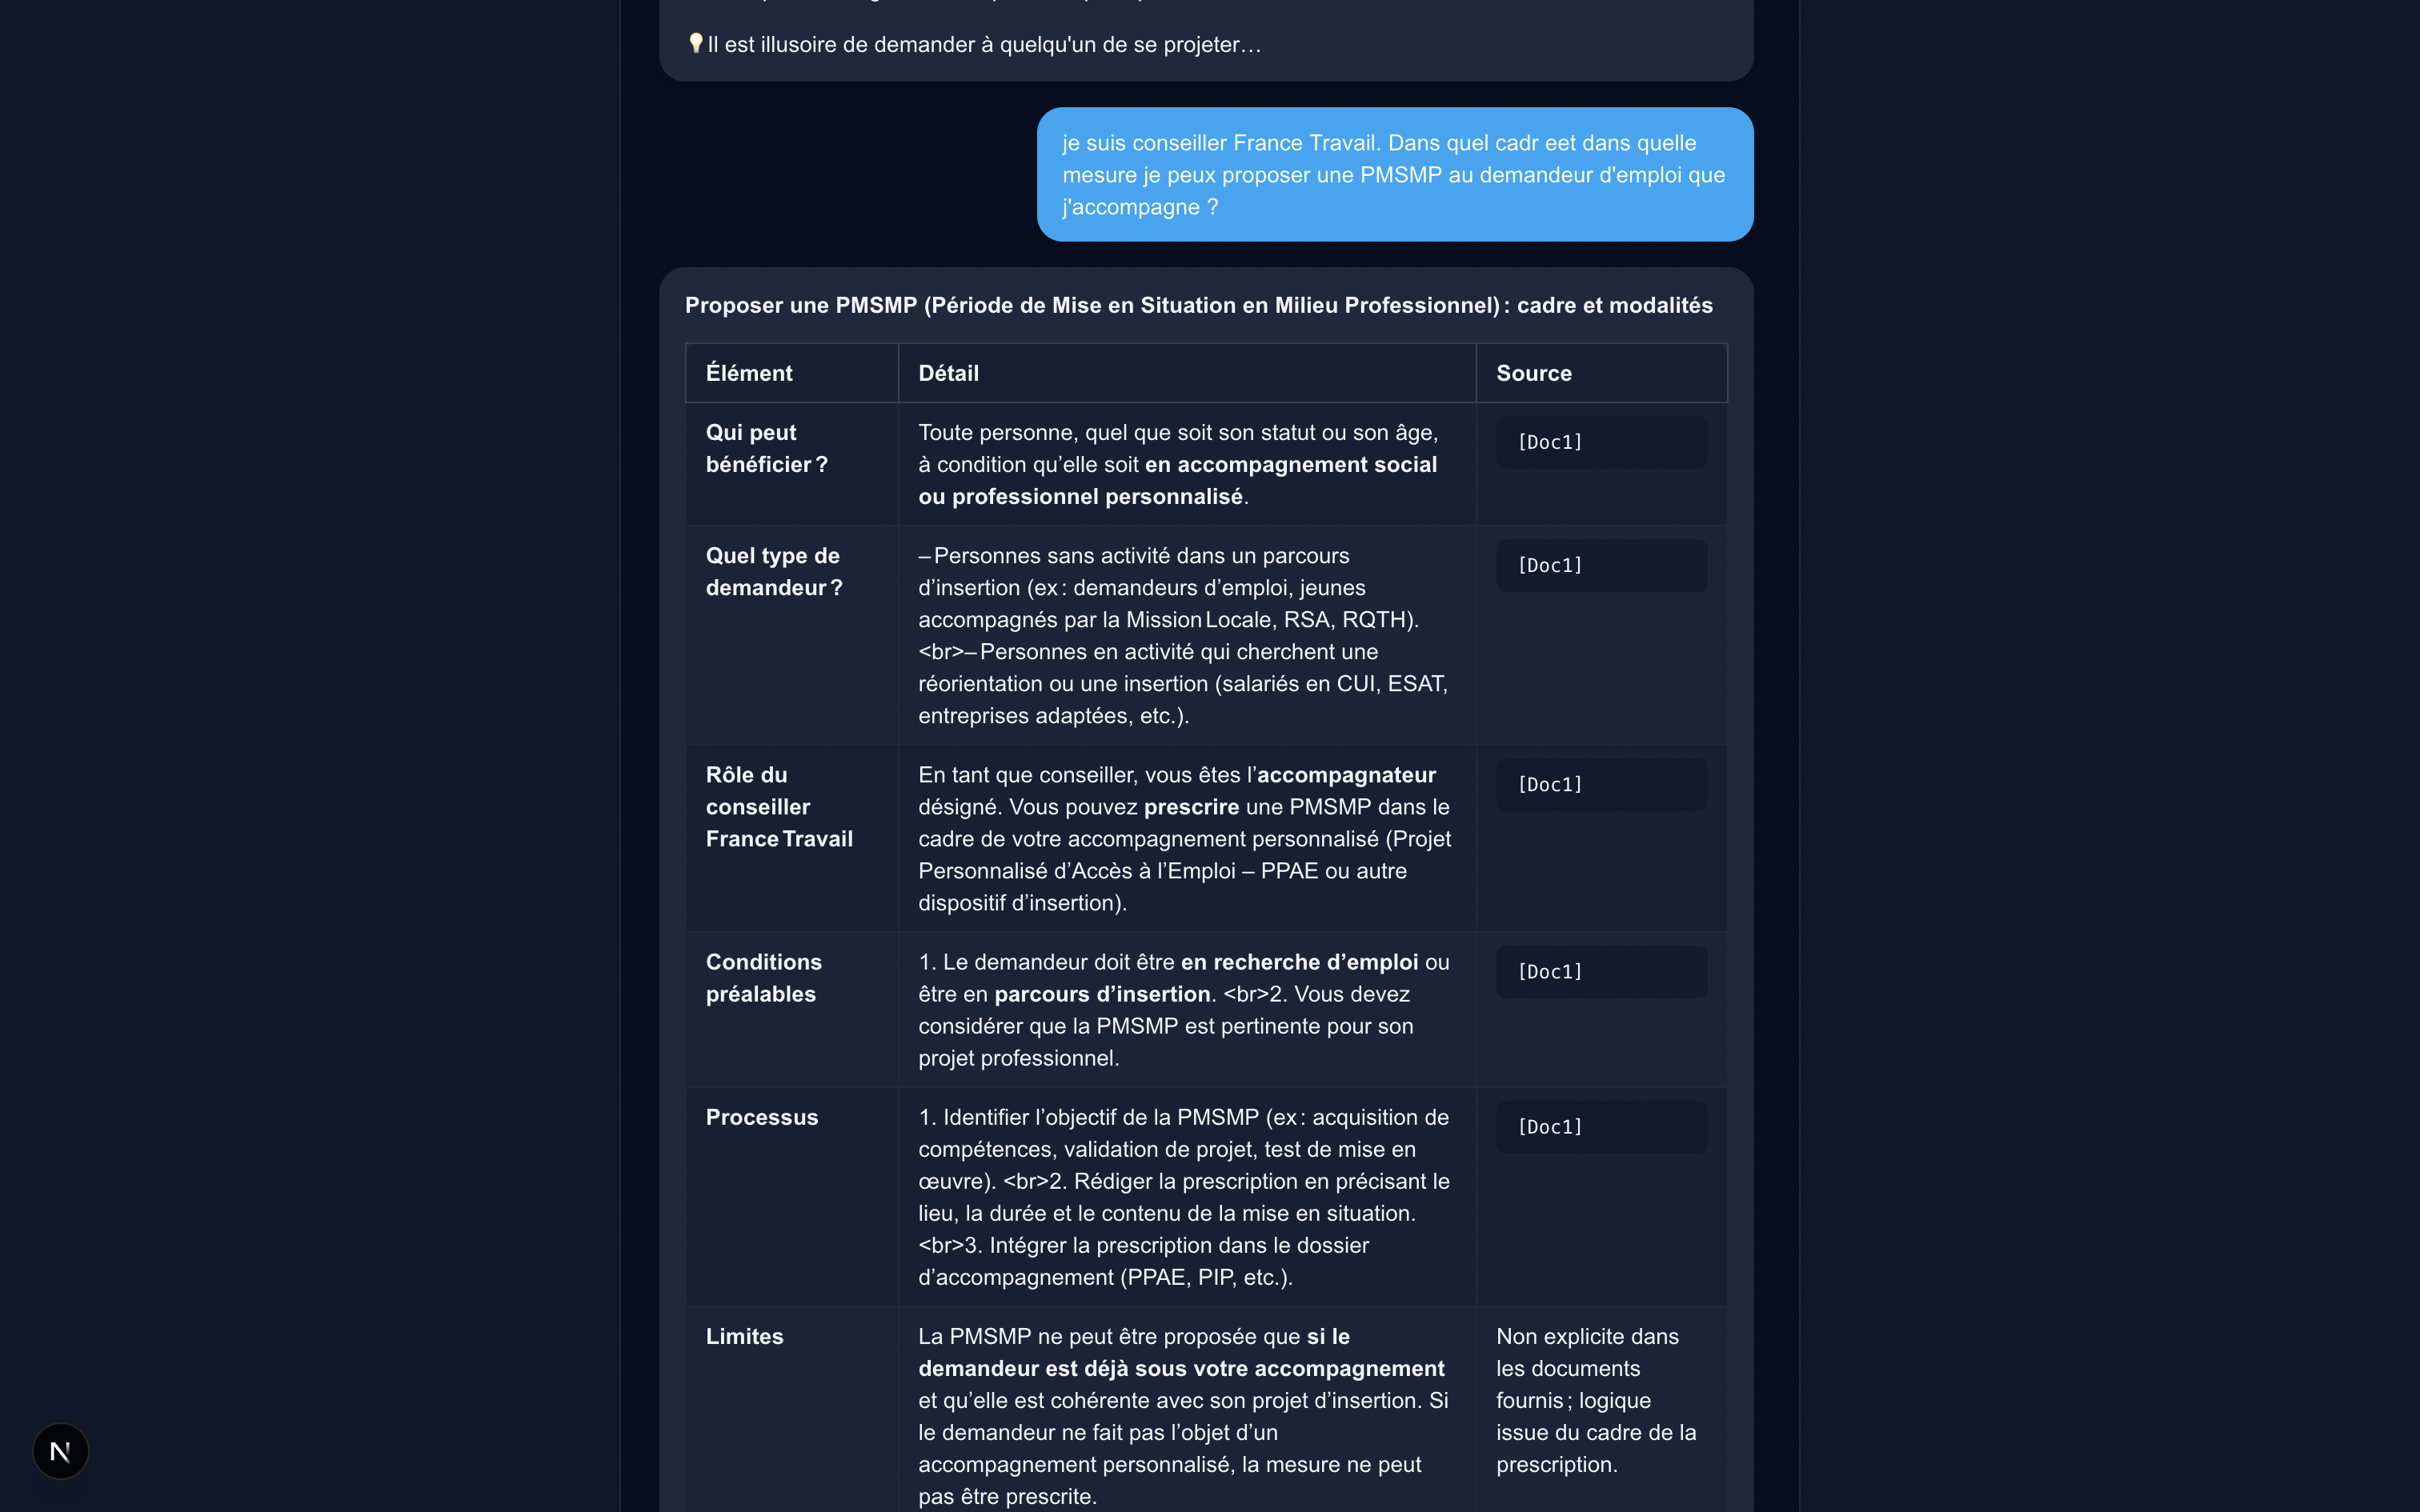 💡Il est illusoire de demander à quelqu'un de se projeter…
je suis conseiller France Travail. Dans quel cadr eet dans quelle
mesure je peux proposer une PMSMP au demandeur d'emploi que
j'accompagne ?
Proposer une PMSMP (Période de Mise en Situation en Milieu Professionnel) : cadre et modalités
Élément
Détail
Source
Qui peut
bénéficier ?
Toute personne, quel que soit son statut ou son âge,
à condition qu’elle soit en accompagnement social
ou professionnel personnalisé.
[Doc1]
Quel type de
demandeur ?
– Personnes sans activité dans un parcours
d’insertion (ex : demandeurs d’emploi, jeunes
accompagnés par la Mission Locale, RSA, RQTH).
<br>– Personnes en activité qui cherchent une
réorientation ou une insertion (salariés en CUI, ESAT,
entreprises adaptées, etc.).
[Doc1]
Rôle du
conseiller
France Travail
En tant que conseiller, vous êtes l’accompagnateur
désigné. Vous pouvez prescrire une PMSMP dans le
cadre de votre accompagnement personnalisé (Projet
Personnalisé d’Accès à l’Emploi – PPAE ou autre
dispositif d’insertion).
[Doc1]
Conditions
préalables
1. Le demandeur doit être en recherche d’emploi ou
être en parcours d’insertion. <br>2. Vous devez
considérer que la PMSMP est pertinente pour son
projet professionnel.
[Doc1]
Processus
1. Identifier l’objectif de la PMSMP (ex : acquisition de
compétences, validation de projet, test de mise en
œuvre). <br>2. Rédiger la prescription en précisant le
lieu, la durée et le contenu de la mise en situation.
<br>3. Intégrer la prescription dans le dossier
d’accompagnement (PPAE, PIP, etc.).
[Doc1]
Limites
La PMSMP ne peut être proposée que si le
demandeur est déjà sous votre accompagnement
et qu’elle est cohérente avec son projet d’insertion. Si
le demandeur ne fait pas l’objet d’un
accompagnement personnalisé, la mesure ne peut
pas être prescrite.
Non explicite dans
les documents
fournis ; logique
issue du cadre de la
prescription.
N